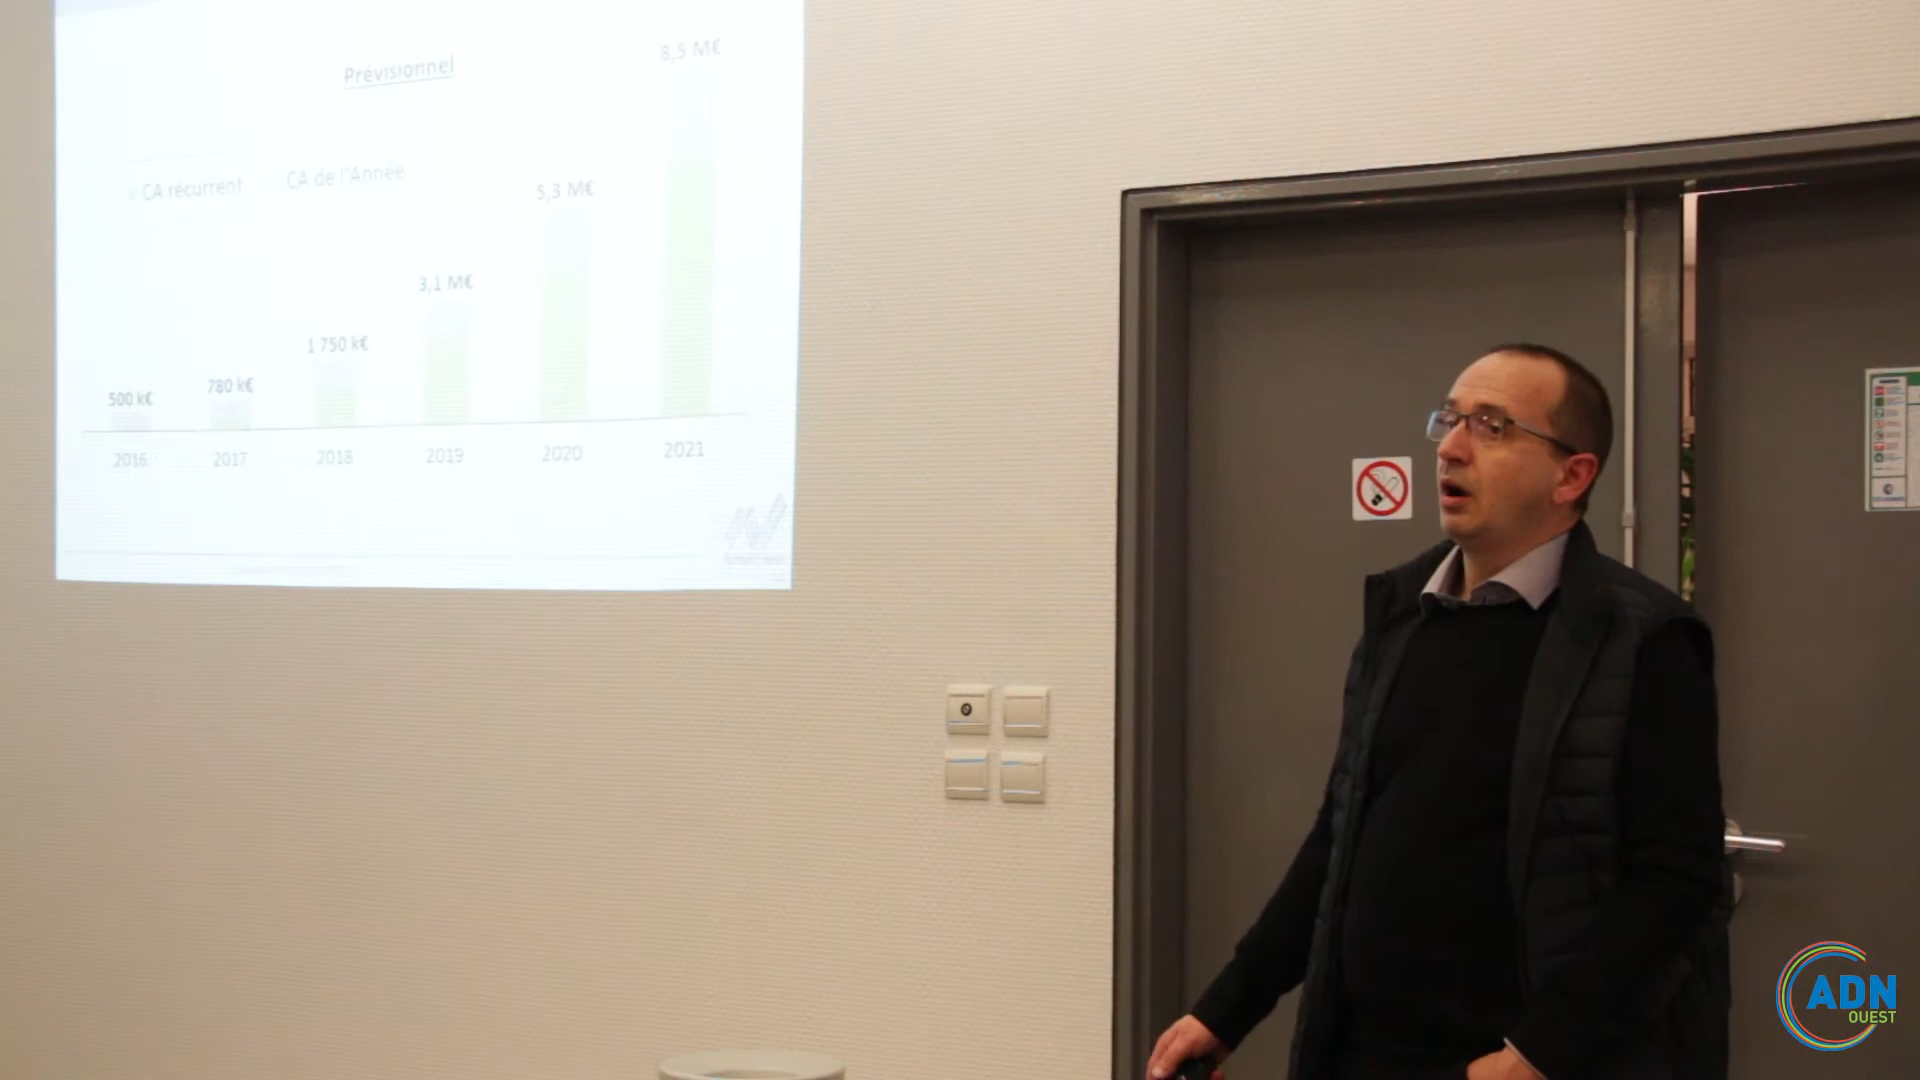 Prévisionnel
8,5 M€
CA récurrent
CA de l'Année
5,3 M€
3,1 M€
1 750 k€
780 k€
500 k€
2016
2017
2018
2019
2020
2021
ADN
OUEST